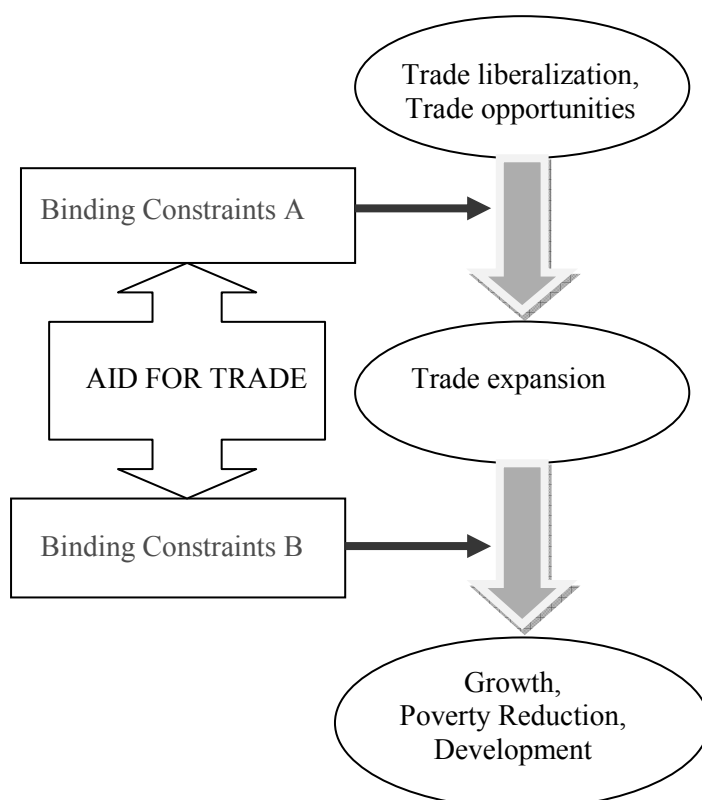 Trade liberalization,
Trade opportunities
Binding Constraints A
AID FOR TRADE
Trade expansion
Binding Constraints B
Growth,
Poverty Reduction,
Development